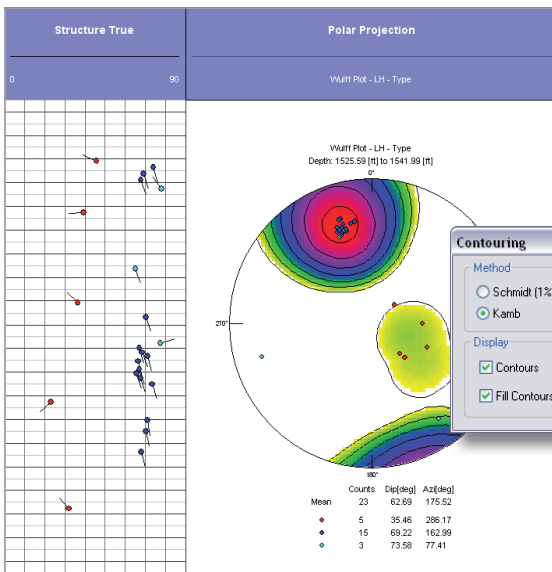 Structure True
Polar Projection
0
90
Wulff Plot - LH - Type
Wulff Plot - LH - Type
Depth: 1525.59 [ft] to 1541.99 [ft]
0°
270°
180°
Contouring
Method
Schmidt (1%
Kamb
Display
Contours
Fill Contours
Counts Dip[deg] Azi[deg]
Mean 23 62.69 175.52
5 35.46 286.17
15 69.22 162.99
3 73.58 77.41